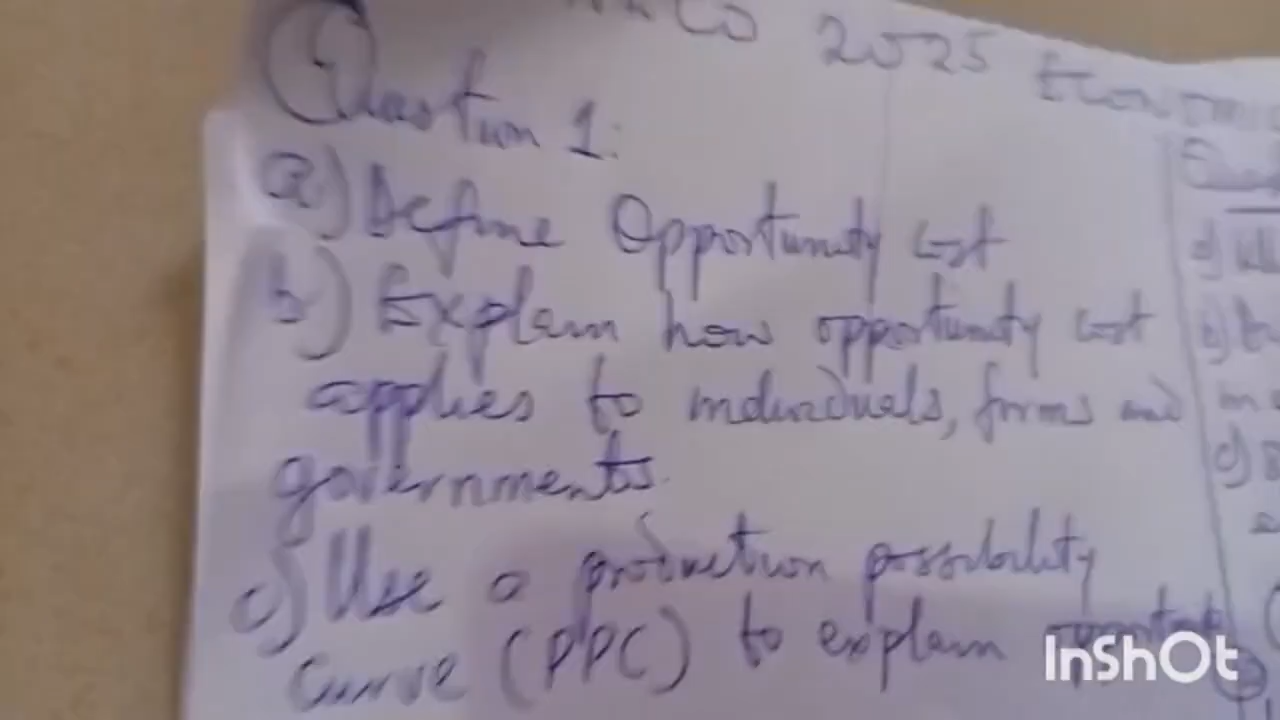 2025 Economic
Question 1:
a) Define Opportunity cost
b) Explain how opportunity cost
applies to individuals, firms and
governments.
c) Use a production possibility
Curve (PPC) to explain
InShOt